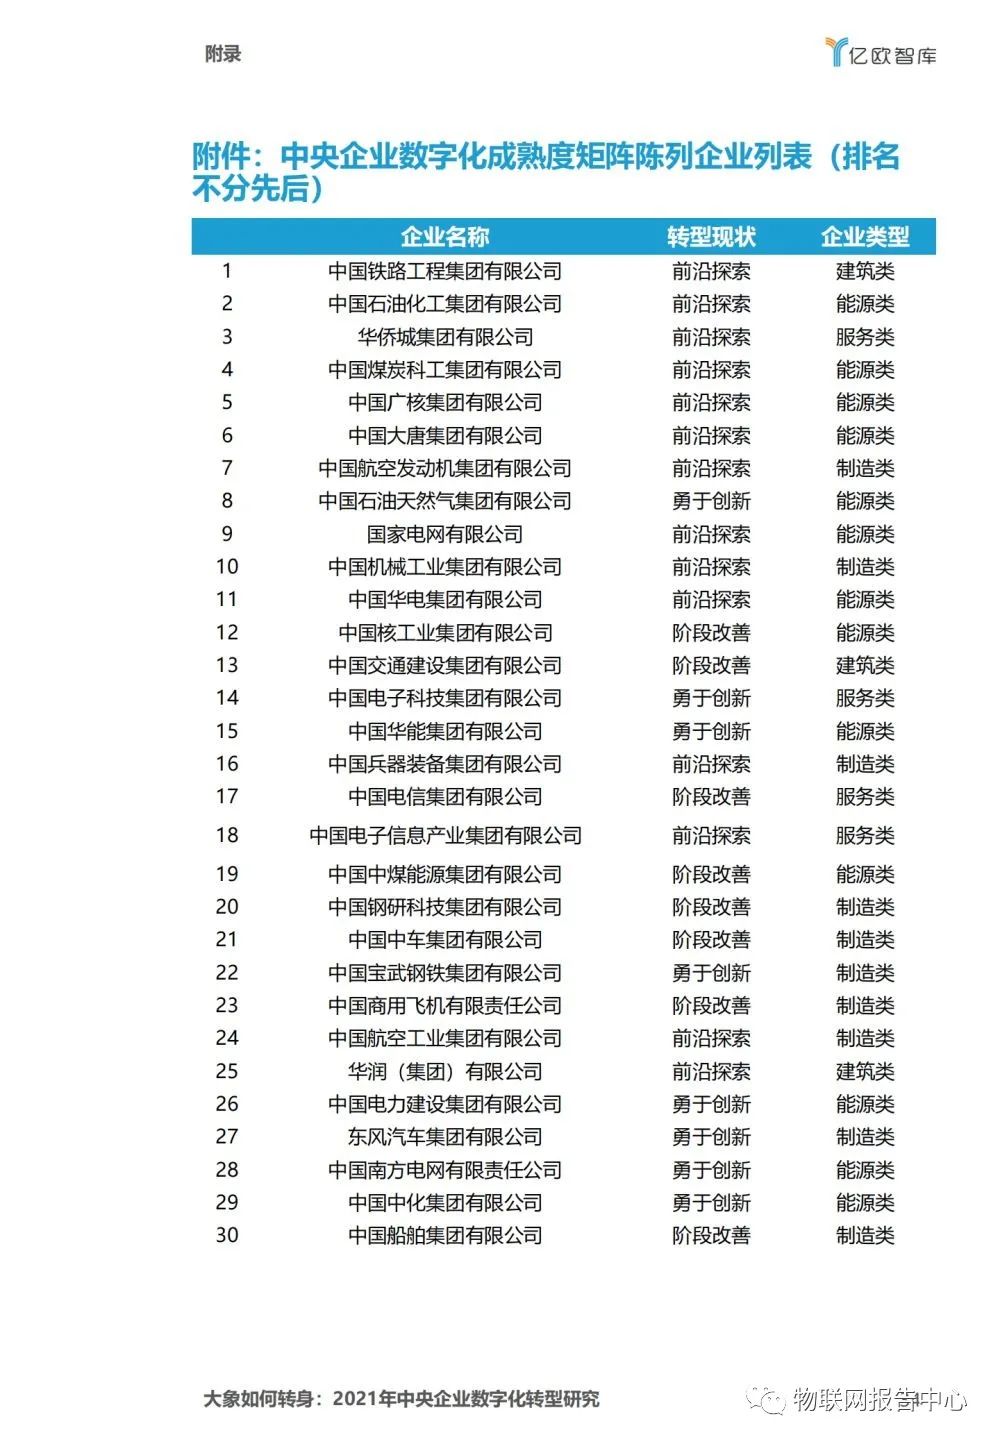 附录
亿欧智库
附件：中央企业数字化成熟度矩阵陈列企业列表（排名
不分先后）
企业名称 转型现状 企业类型
1 中国铁路工程集团有限公司 前沿探索 建筑类
2 中国石油化工集团有限公司 前沿探索 能源类
3 华侨城集团有限公司 前沿探索 服务类
4 中国煤炭科工集团有限公司 前沿探索 能源类
5 中国广核集团有限公司 前沿探索 能源类
6 中国大唐集团有限公司 前沿探索 能源类
7 中国航空发动机集团有限公司 前沿探索 制造类
8 中国石油天然气集团有限公司 勇于创新 能源类
9 国家电网有限公司 前沿探索 能源类
10 中国机械工业集团有限公司 前沿探索 制造类
11 中国华电集团有限公司 前沿探索 能源类
12 中国核工业集团有限公司 阶段改善 能源类
13 中国交通建设集团有限公司 阶段改善 建筑类
14 中国电子科技集团有限公司 勇于创新 服务类
15 中国华能集团有限公司 勇于创新 能源类
16 中国兵器装备集团有限公司 前沿探索 制造类
17 中国电信集团有限公司 阶段改善 服务类
18 中国电子信息产业集团有限公司 前沿探索 服务类
19 中国中煤能源集团有限公司 阶段改善 能源类
20 中国钢研科技集团有限公司 阶段改善 制造类
21 中国中车集团有限公司 阶段改善 制造类
22 中国宝武钢铁集团有限公司 勇于创新 制造类
23 中国商用飞机有限责任公司 阶段改善 制造类
24 中国航空工业集团有限公司 前沿探索 制造类
25 华润（集团）有限公司 前沿探索 建筑类
26 中国电力建设集团有限公司 勇于创新 能源类
27 东风汽车集团有限公司 勇于创新 制造类
28 中国南方电网有限责任公司 勇于创新 能源类
29 中国中化集团有限公司 勇于创新 能源类
30 中国船舶集团有限公司 阶段改善 制造类
大象如何转身：2021年中央企业数字化转型研究
物联网报告中心